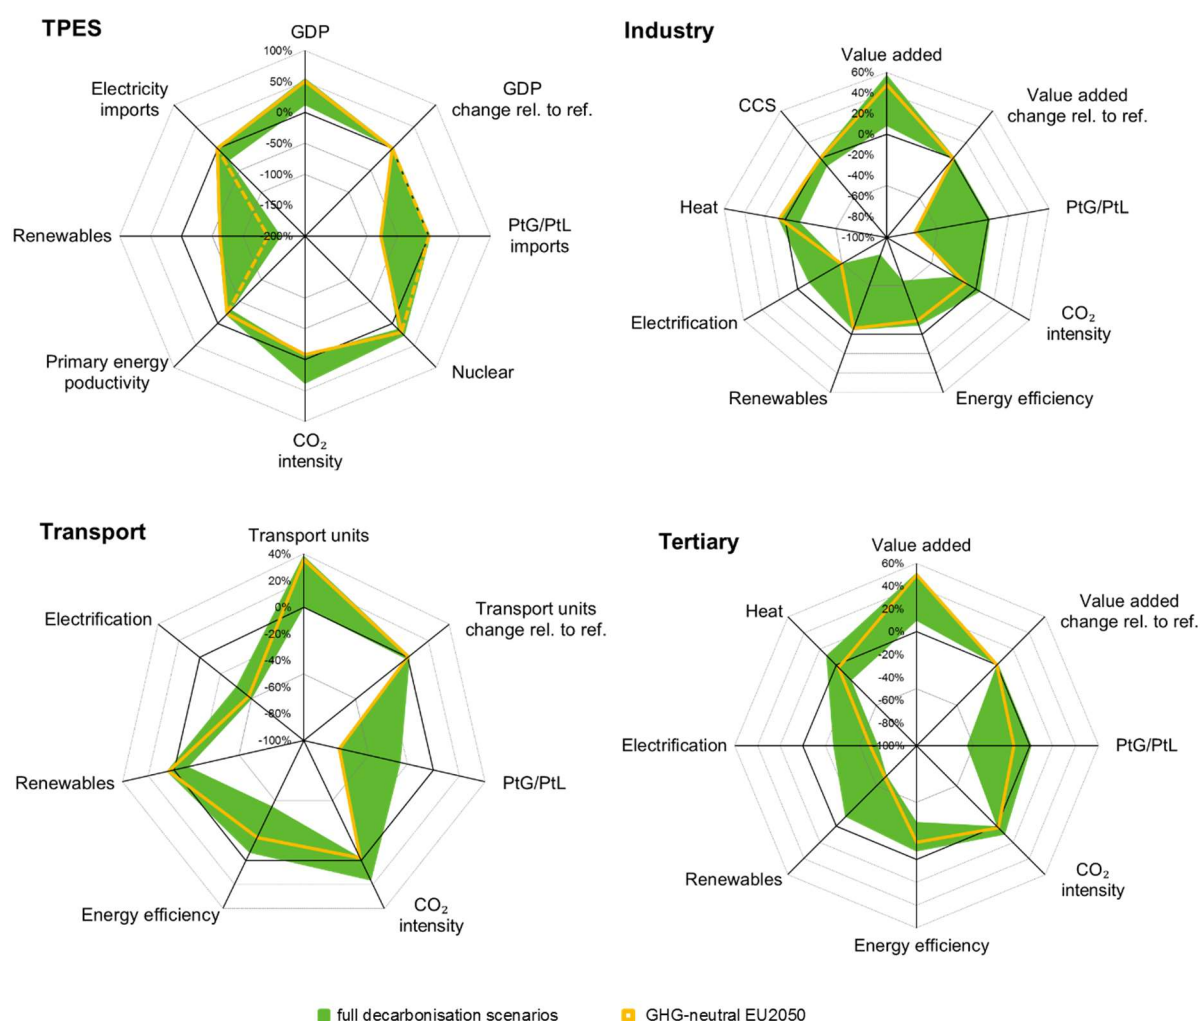 TPES
GDP
100%
50%
0%
-50%
-100%
-150%
-200%
Electricity
imports
GDP
change rel. to ref.
Renewables
PtG/PtL
imports
Primary energy
poductivity
Nuclear
CO₂
intensity
Industry
Value added
60%
40%
20%
0%
-20%
-40%
-60%
-80%
-100%
CCS
Value added
change rel. to ref.
Heat
PtG/PtL
Electrification
CO₂
intensity
Renewables
Energy efficiency
Transport
Transport units
40%
20%
0%
-20%
-40%
-60%
-80%
-100%
Electrification
Transport units
change rel. to ref.
Renewables
PtG/PtL
Energy efficiency
CO₂
intensity
Tertiary
Value added
60%
40%
20%
0%
-20%
-40%
-60%
-80%
-100%
Heat
Value added
change rel. to ref.
Electrification
PtG/PtL
Renewables
CO₂
intensity
Energy efficiency
full decarbonisation scenarios
GHG-neutral EU2050